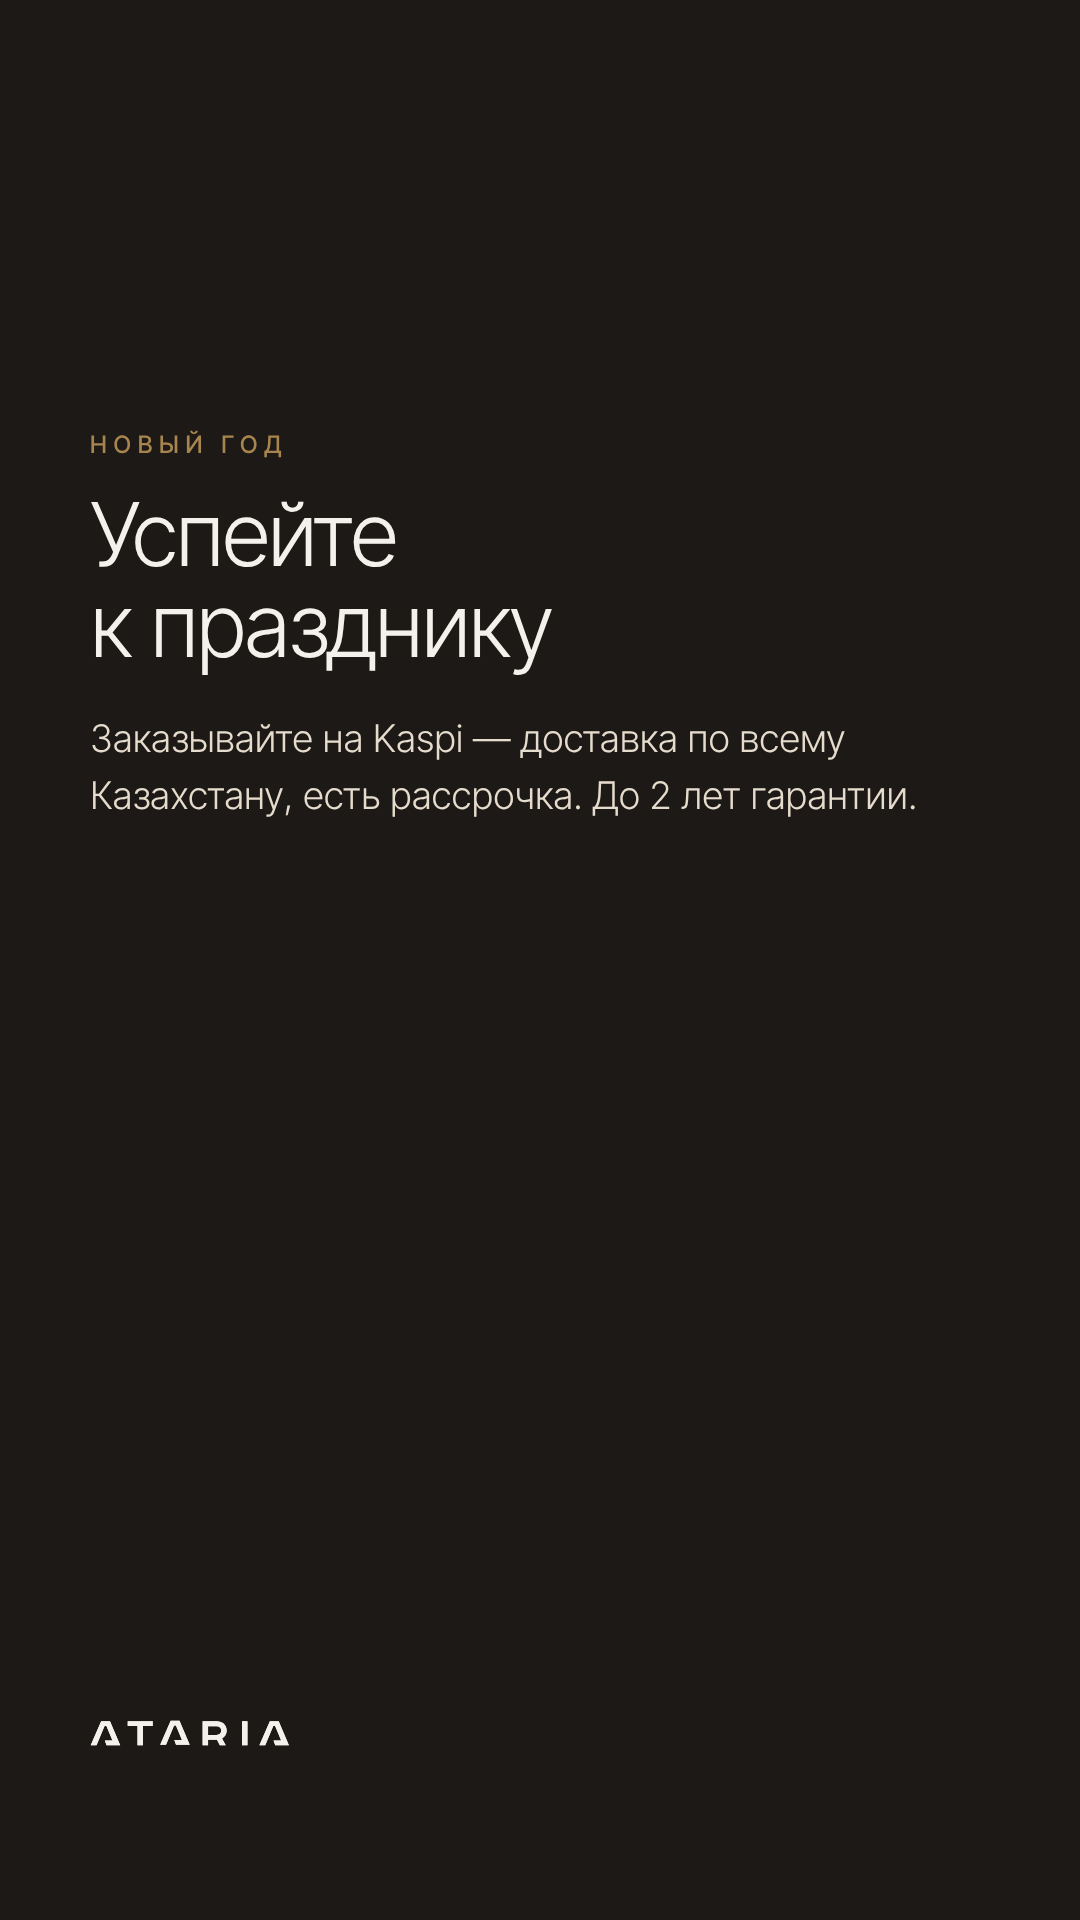 НОВЫЙ ГОД
Успейте
к празднику
Заказывайте на Kaspi — доставка по всему
Казахстану, есть рассрочка. До 2 лет гарантии.
ATARIA